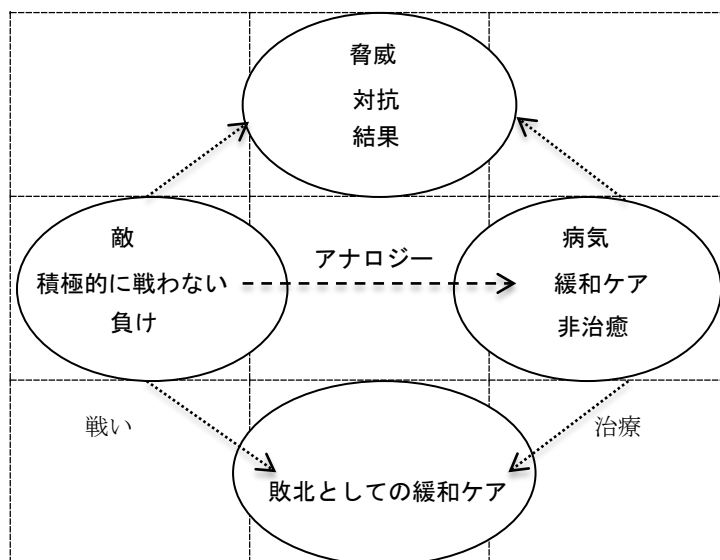 脅威
対抗
結果
敵
積極的に戦わない
負け
アナロジー
病気
緩和ケア
非治癒
戦い
治療
敗北としての緩和ケア